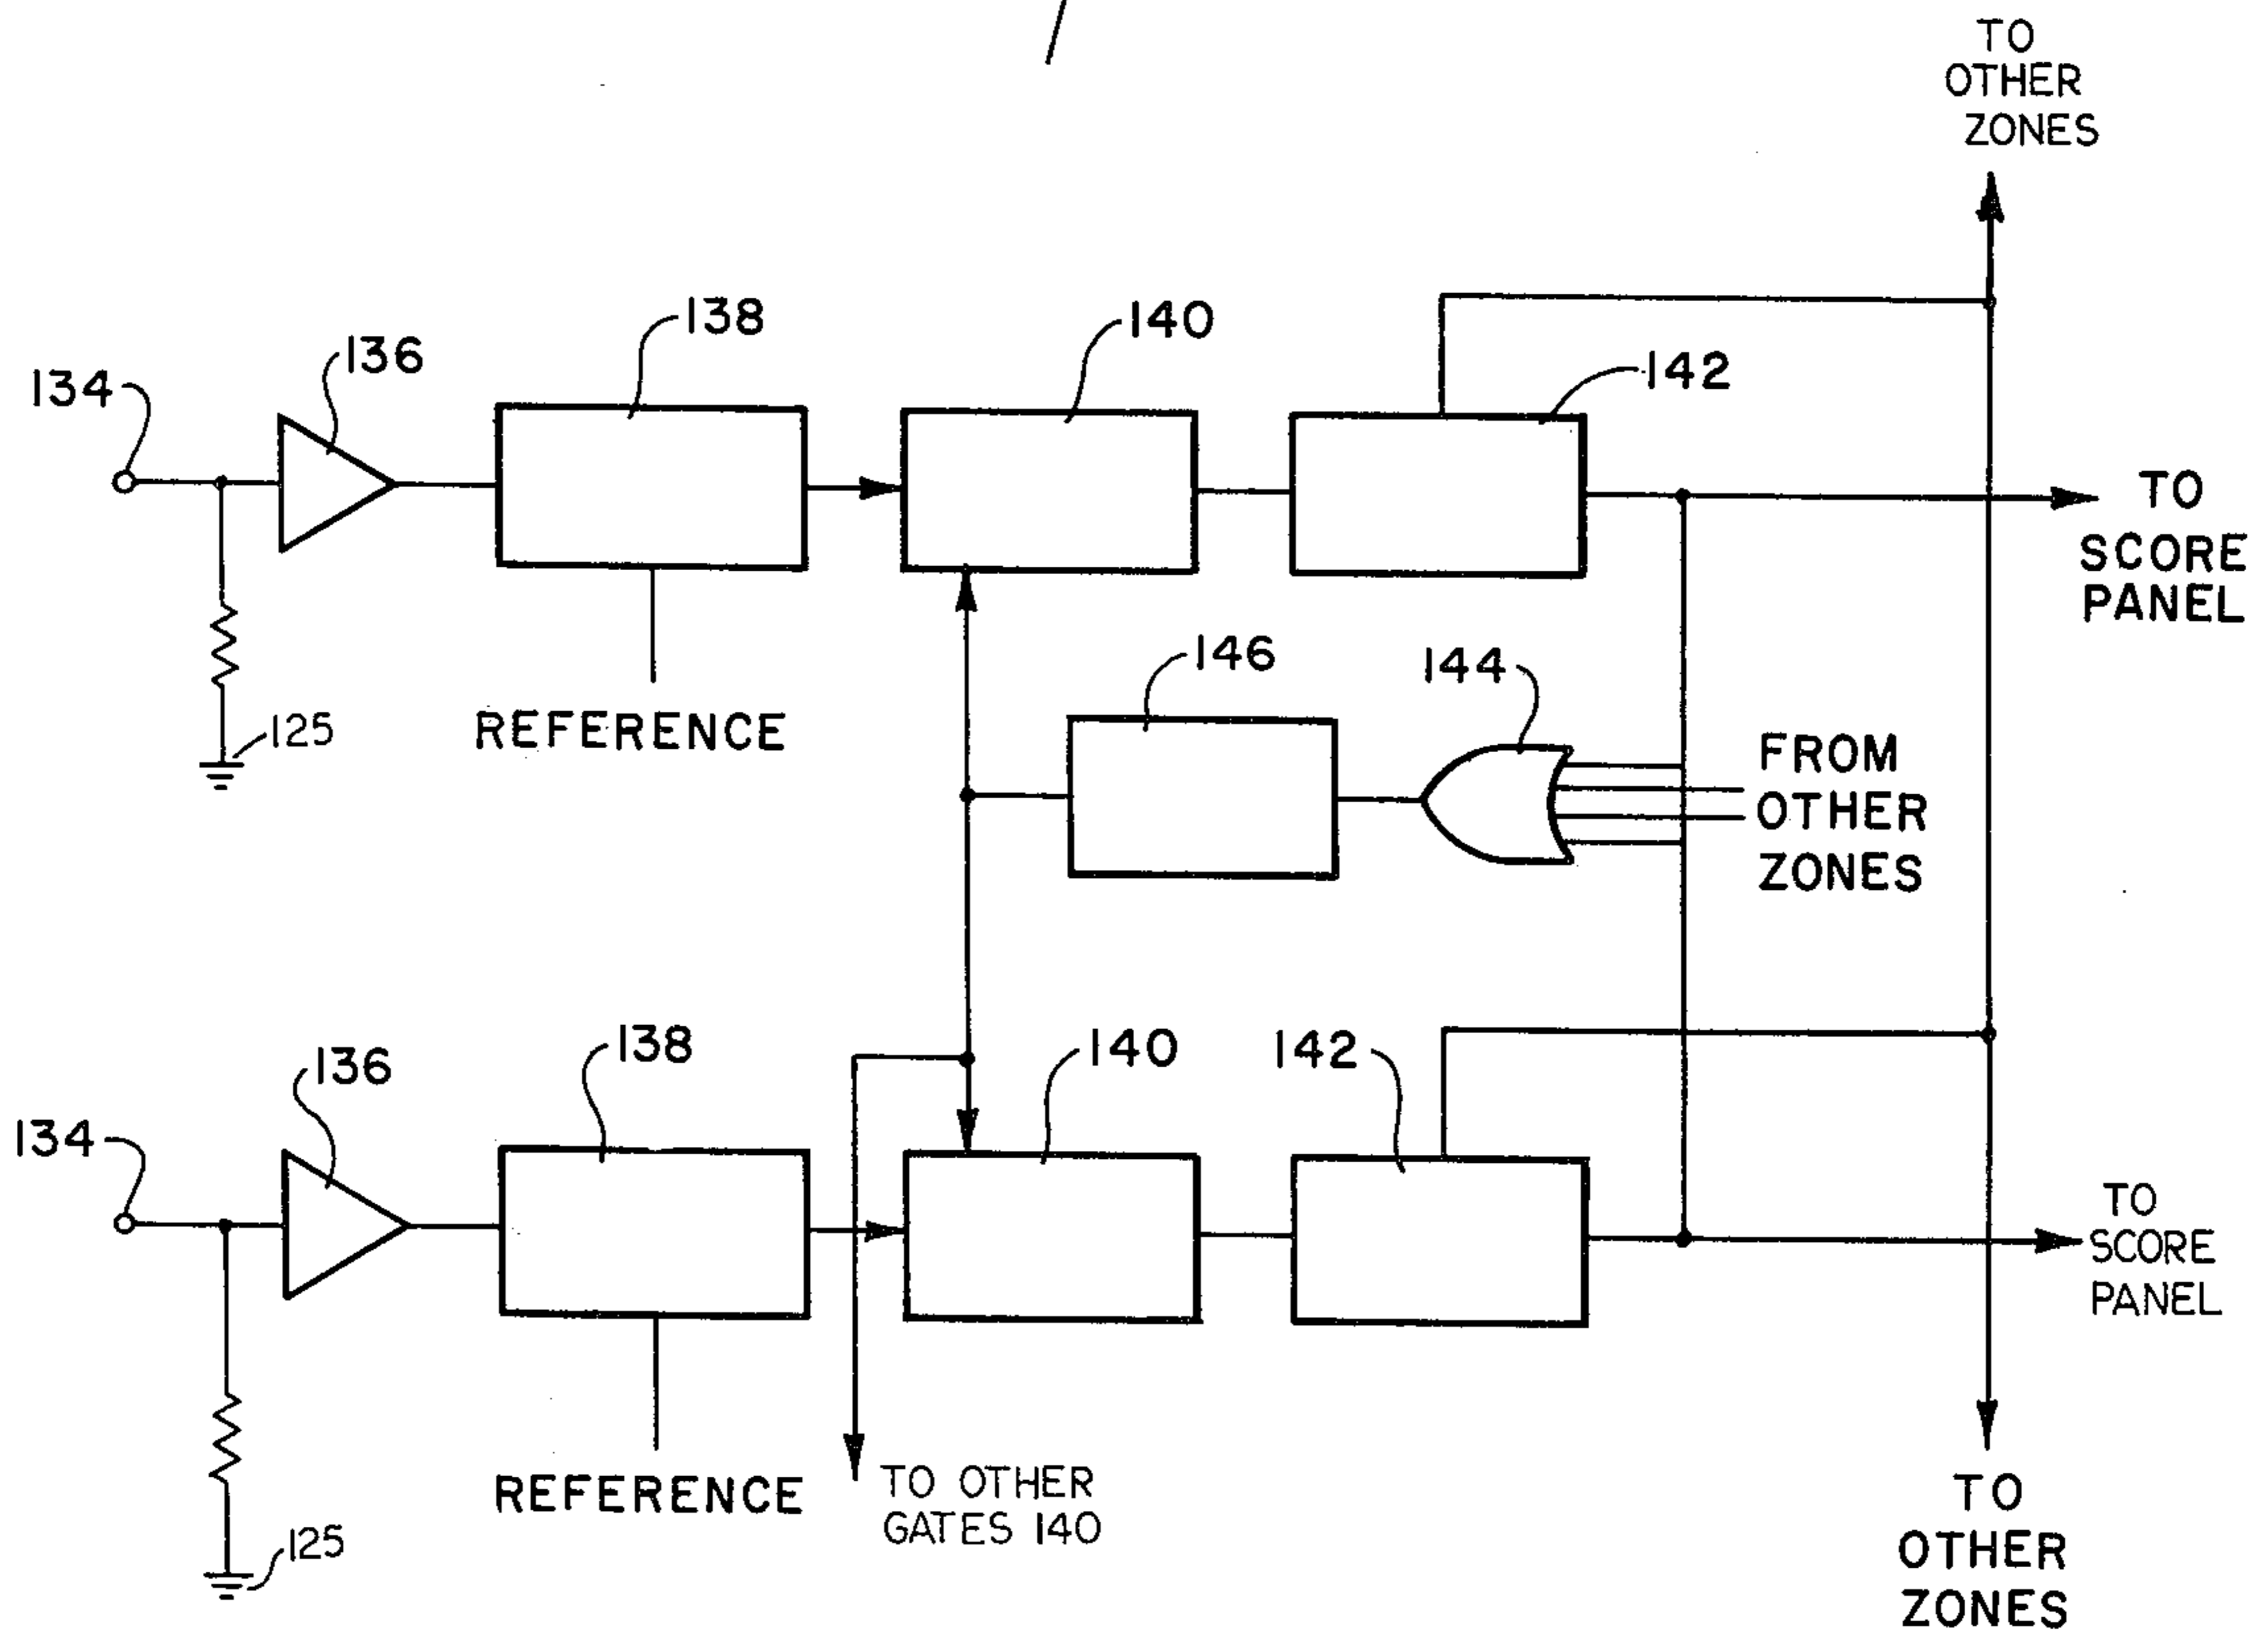 TO
OTHER
ZONES
138
140
136
142
134
TO
SCORE
PANEL
146
144
125
REFERENCE
FROM
OTHER
ZONES
138
140
142
136
134
TO
SCORE
PANEL
REFERENCE
TO OTHER
GATES 140
125
TO
OTHER
ZONES